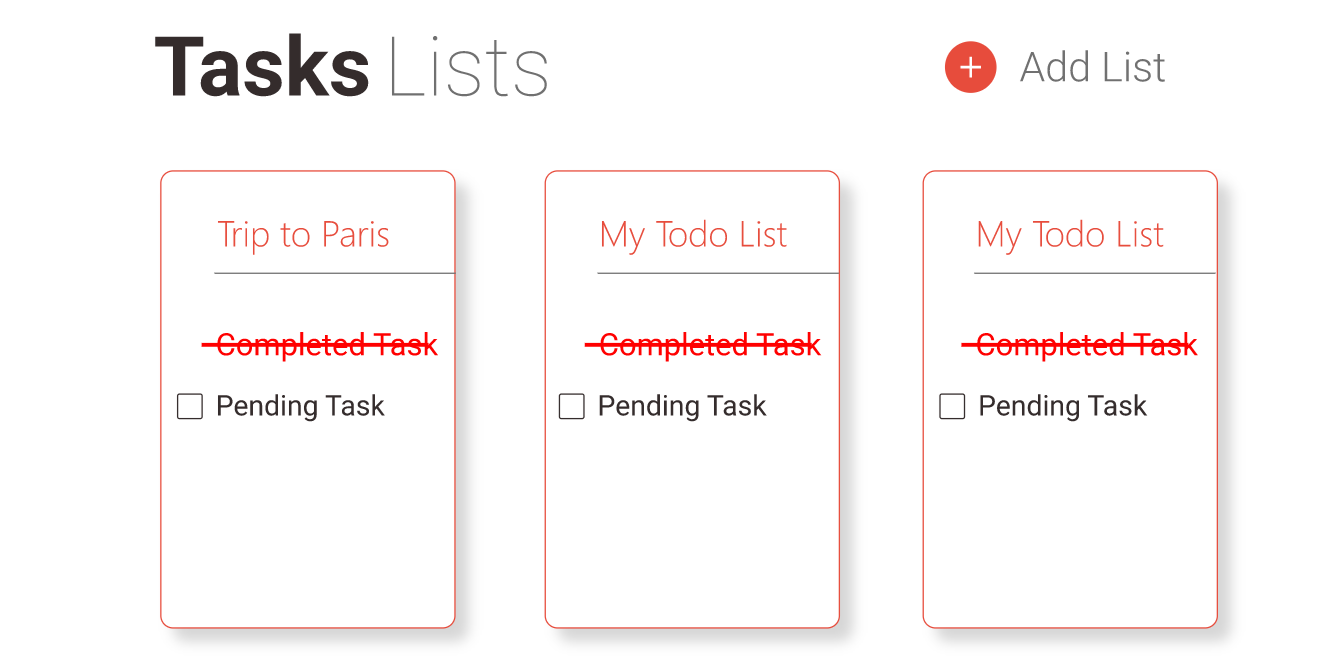 Tasks Lists
Add List
Trip to Paris
Completed Task
Pending Task
My Todo List
Completed Task
Pending Task
My Todo List
Completed Task
Pending Task